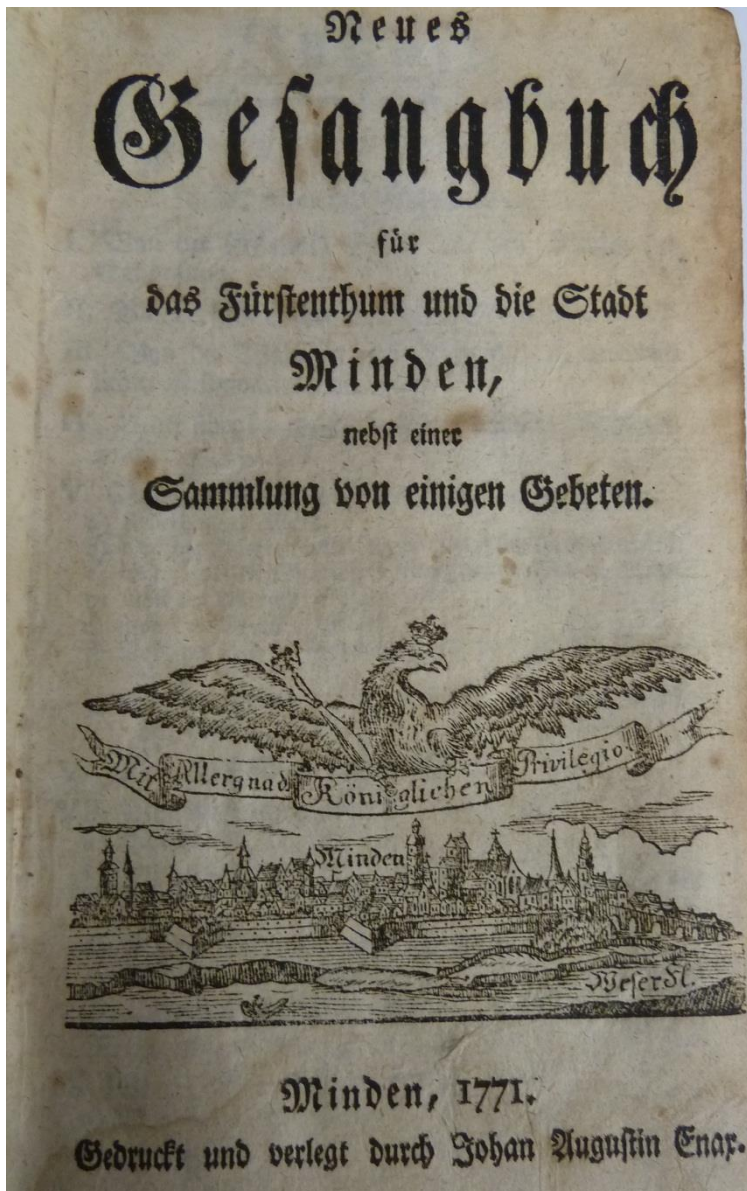 Neues
Gesangbuch
für
das Fürstenthum und die Stadt
Minden,
nebst einer
Sammlung von einigen Gebeten.
Mit Allergnad Königlichen Privilegio
Minden
Weser Fl.
Minden, 1771.
Gedruckt und verlegt durch Johan Augustin Enax.